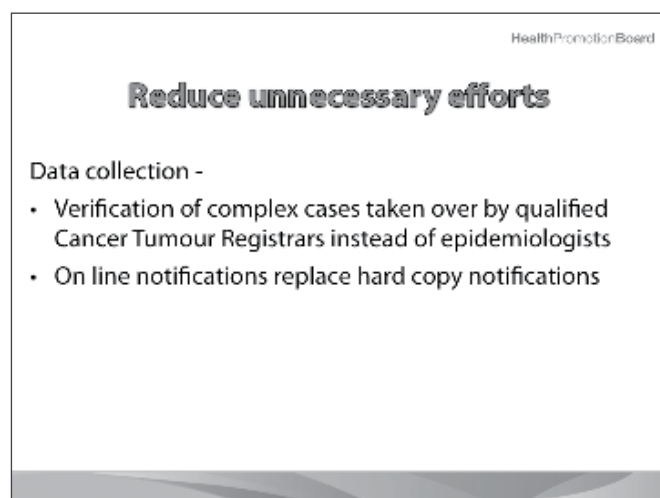 HealthPromotionBoard
Reduce unnecessary efforts
Data collection -
• Verification of complex cases taken over by qualified
Cancer Tumour Registrars instead of epidemiologists
• On line notifications replace hard copy notifications